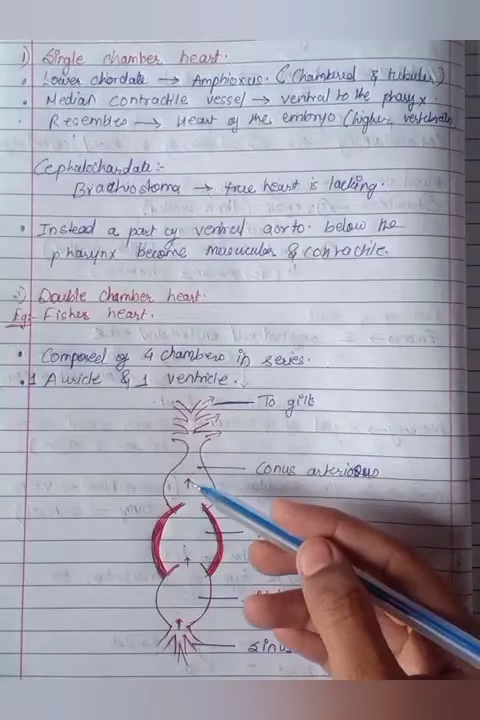 1) Single chamber heart.
• Lower chordate → Amphioxus. (Chambered & tubular)
• Median contractile vessel → ventral to the pharyx.
• Resembes → Heart of the embryo (higher vertebrate
Cephalochordate:-
Branchiostoma → true heart is lacking.
• Instead a part of ventral aorta below the
pharynx become muscular & contractile.
2) Double chamber heart.
Eg:- Fishes heart.
• Composed of 4 chambers in series.
• 1 Auricle & 1 ventricle.
To gills
Conus arteriosus
Sinus